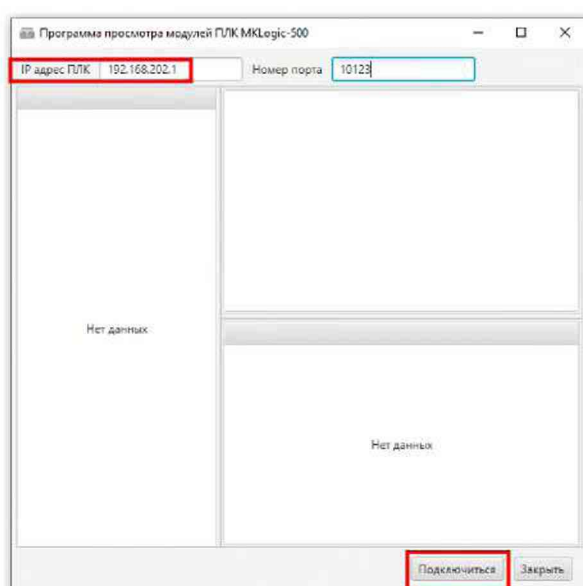 Программа просмотра модулей ПЛК MKLogic-500
IP адрес ПЛК 192.168.202.1 Номер порта 10123
Нет данных
Нет данных
Подключиться Закрыть